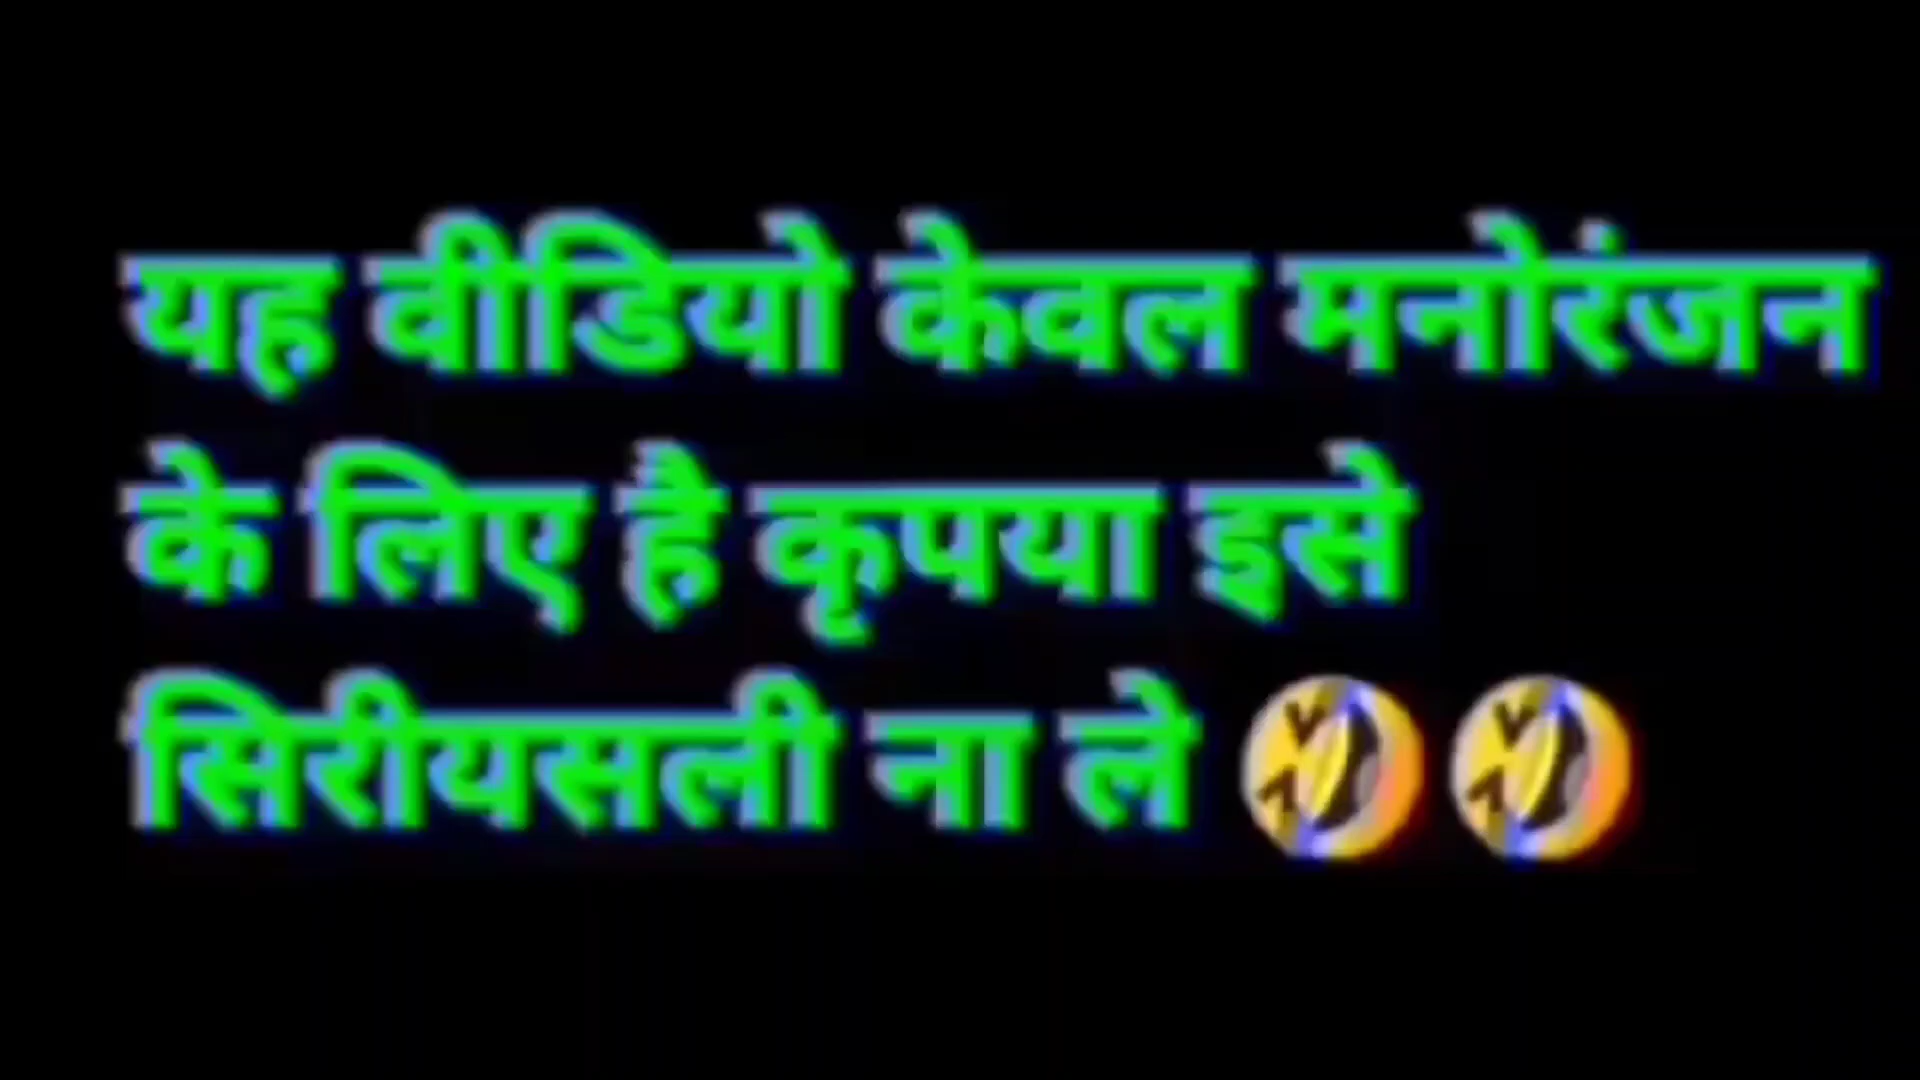 यह वीडियो केवल मनोरंजन
के लिए है कृपया इसे
सिरीयसली ना ले 🤣🤣